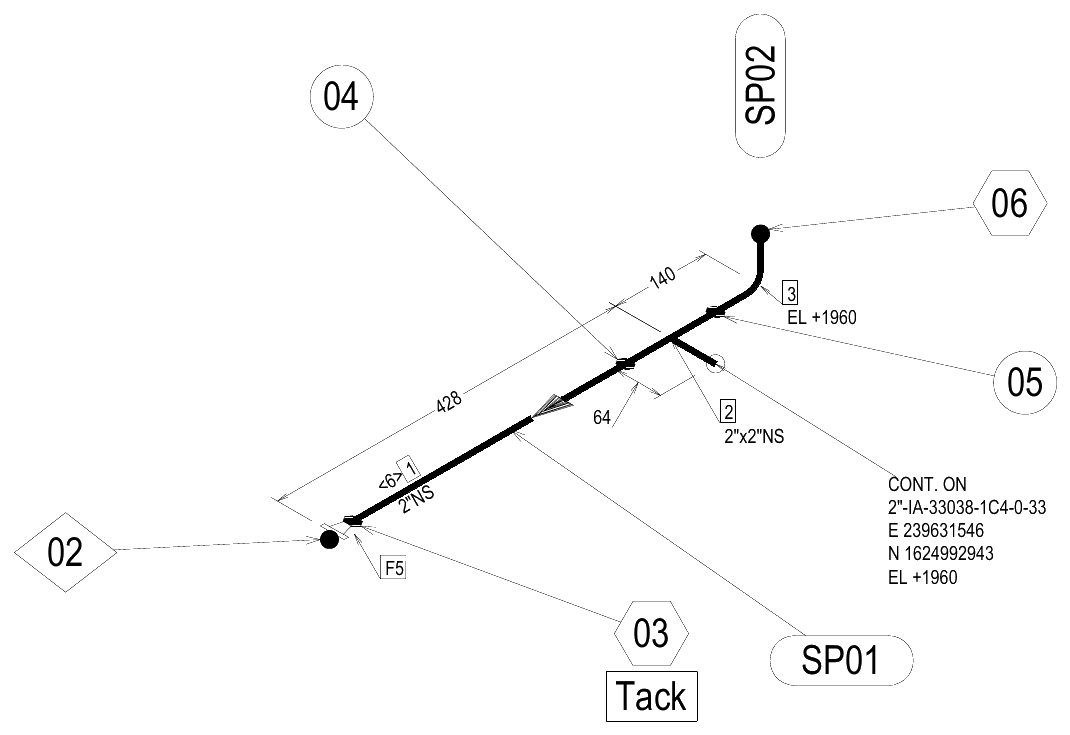 SP02
04
06
140
3
EL +1960
05
428
64
2
2"x2"NS
<6> 1
2"NS
CONT. ON
2"-IA-33038-1C4-0-33
E 239631546
N 1624992943
EL +1960
02
F5
03
SP01
Tack